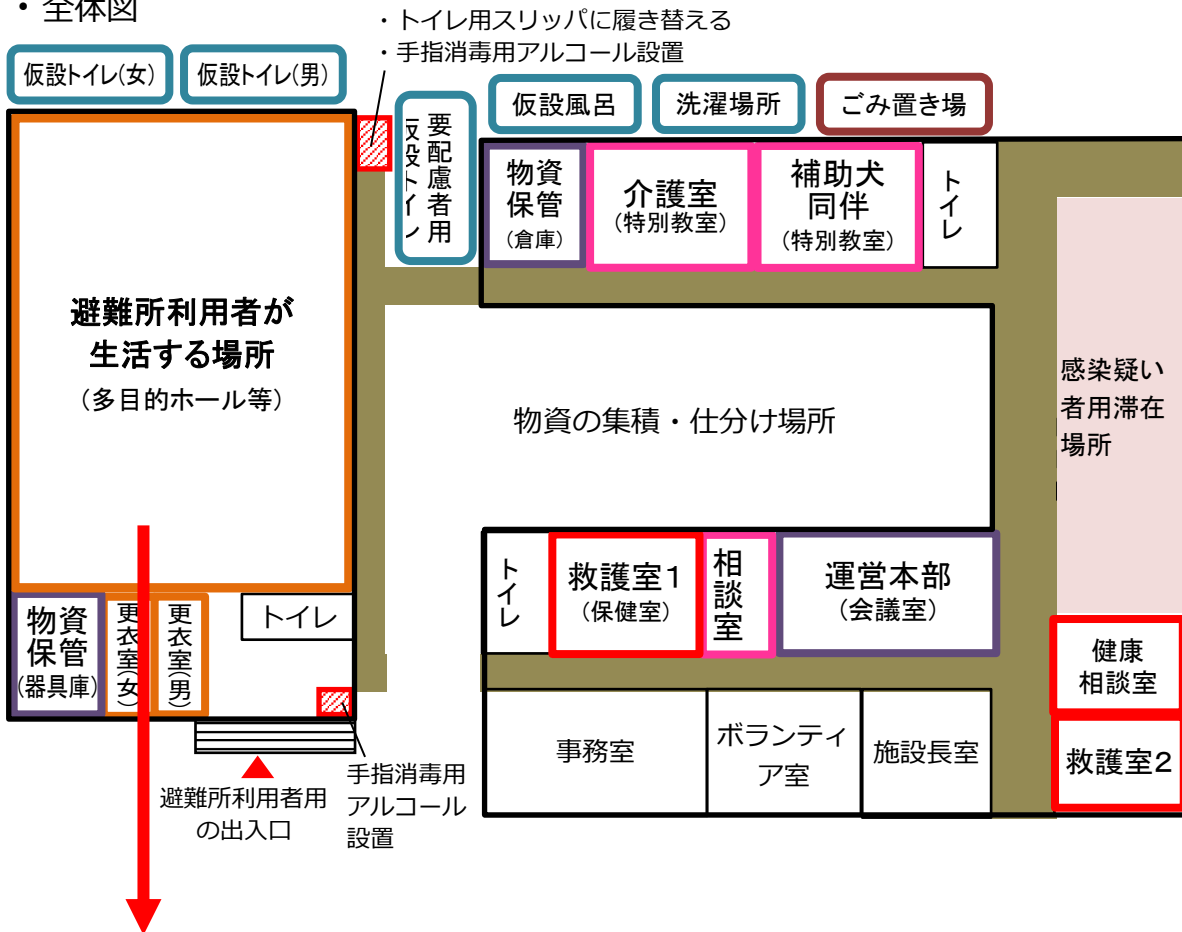 ・全体図
・トイレ用スリッパに履き替える
・手指消毒用アルコール設置
仮設トイレ(女)
仮設トイレ(男)
要配慮者用
仮設トイレ
仮設風呂
洗濯場所
ごみ置き場
物資
保管
(倉庫)
介護室
(特別教室)
補助犬
同伴
(特別教室)
トイレ
避難所利用者が
生活する場所
(多目的ホール等)
物資の集積・仕分け場所
感染疑い
者用滞在
場所
トイレ
救護室1
(保健室)
相談室
運営本部
(会議室)
物資
保管
(器具庫)
更衣室(女)
更衣室(男)
トイレ
健康
相談室
事務室
ボランティ
ア室
施設長室
救護室2
避難所利用者用
の出入口
手指消毒用
アルコール
設置